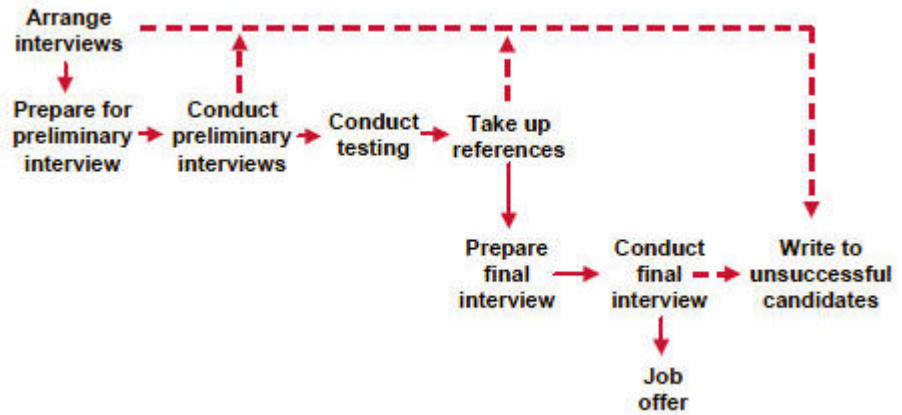 Arrange
interviews
Prepare for
preliminary
interview
Conduct
preliminary
interviews
Conduct
testing
Take up
references
Prepare
final
interview
Conduct
final
interview
Write to
unsuccessful
candidates
Job
offer